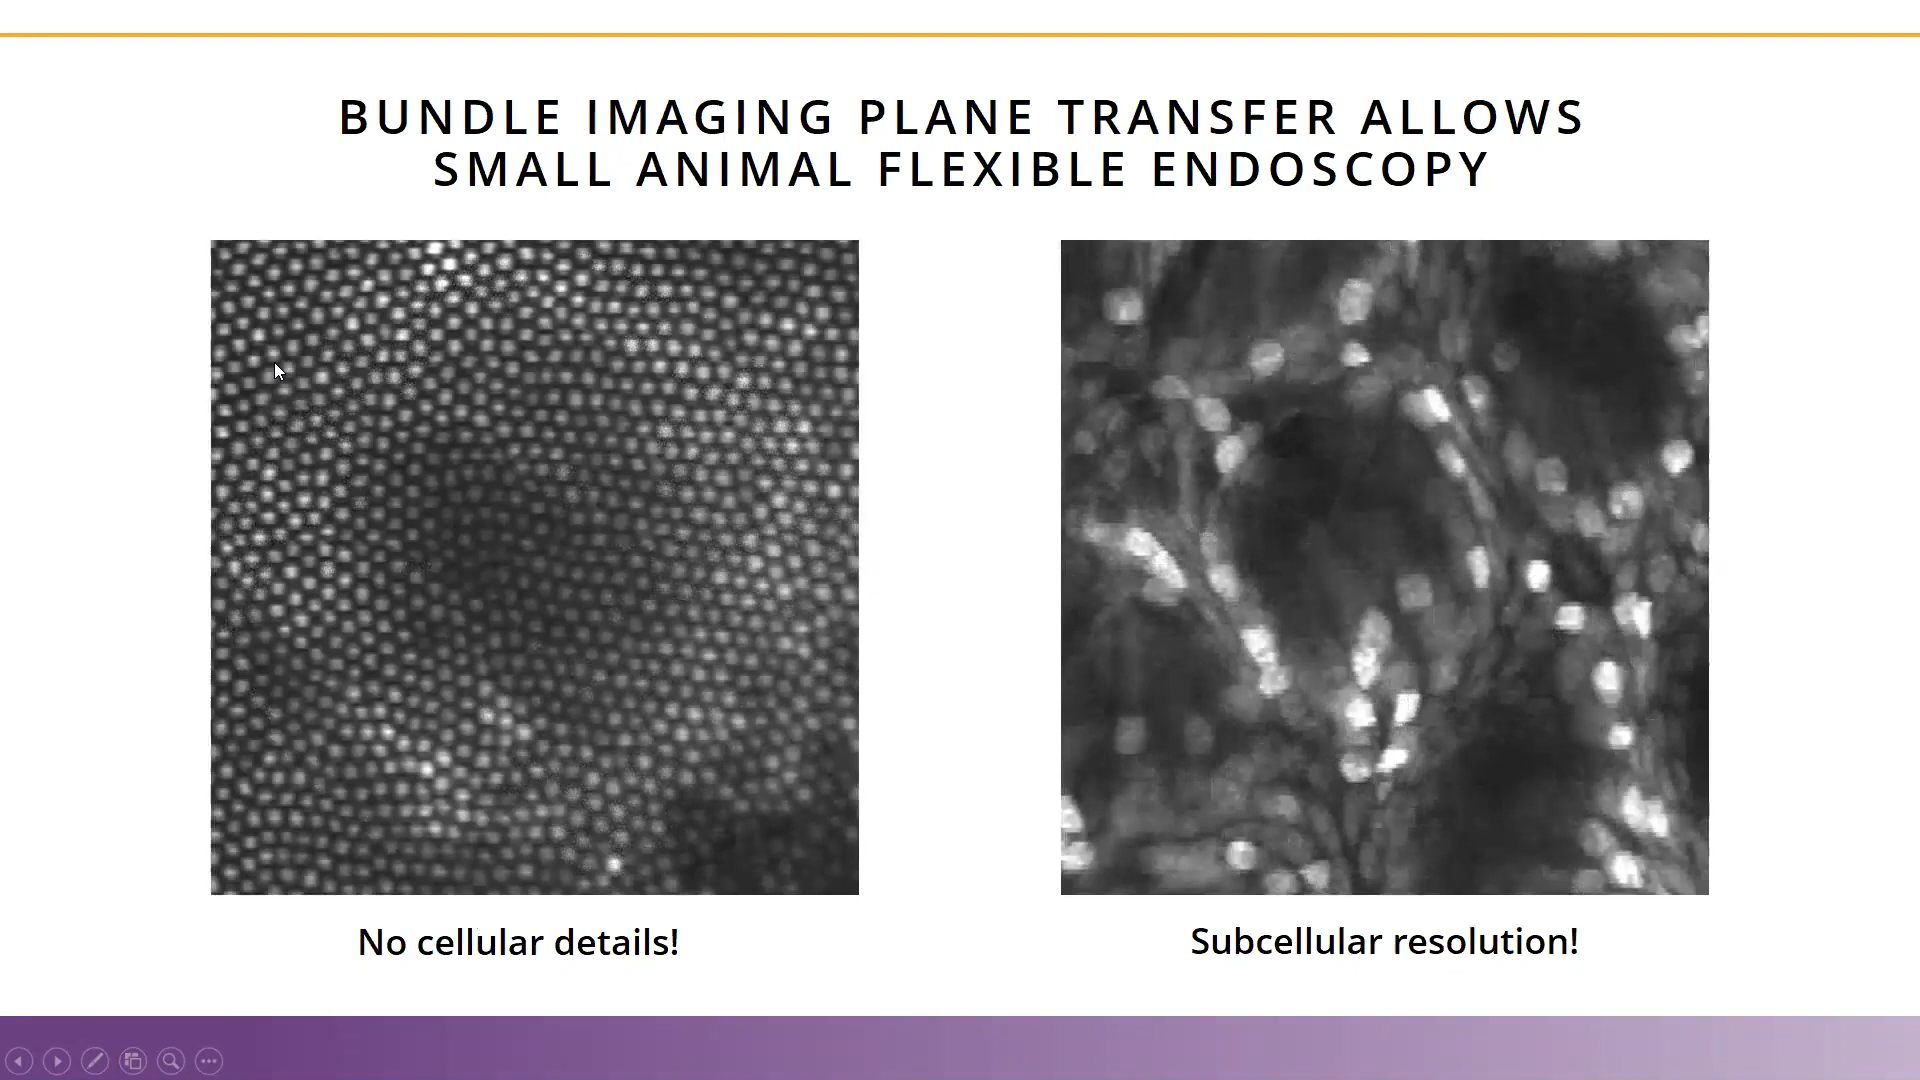 BUNDLE IMAGING PLANE TRANSFER ALLOWS
SMALL ANIMAL FLEXIBLE ENDOSCOPY
No cellular details!
Subcellular resolution!